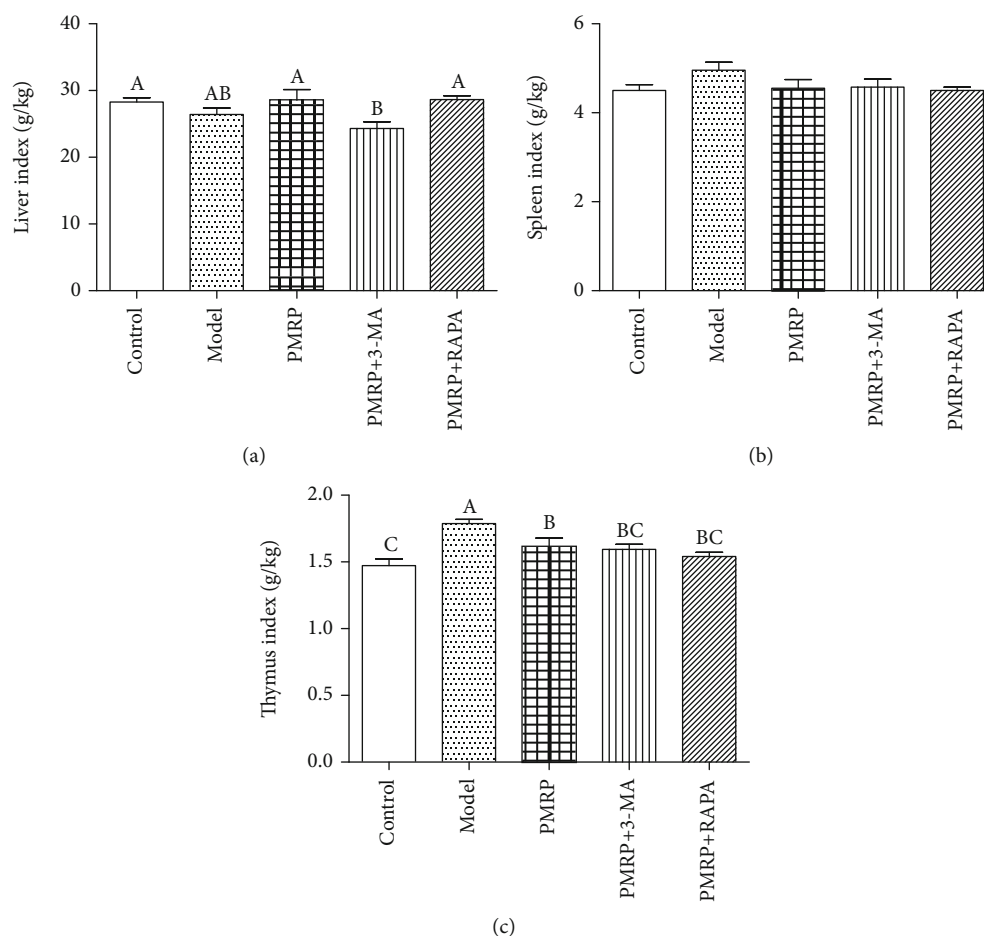 Liver index (g/kg)
40
30
20
10
0
A
AB
A
B
A
Control
Model
PMRP
PMRP+3-MA
PMRP+RAPA
(a)
Spleen index (g/kg)
6
4
2
0
Control
Model
PMRP
PMRP+3-MA
PMRP+RAPA
(b)
Thymus index (g/kg)
2.0
1.5
1.0
0.5
0.0
C
A
B
BC
BC
Control
Model
PMRP
PMRP+3-MA
PMRP+RAPA
(c)